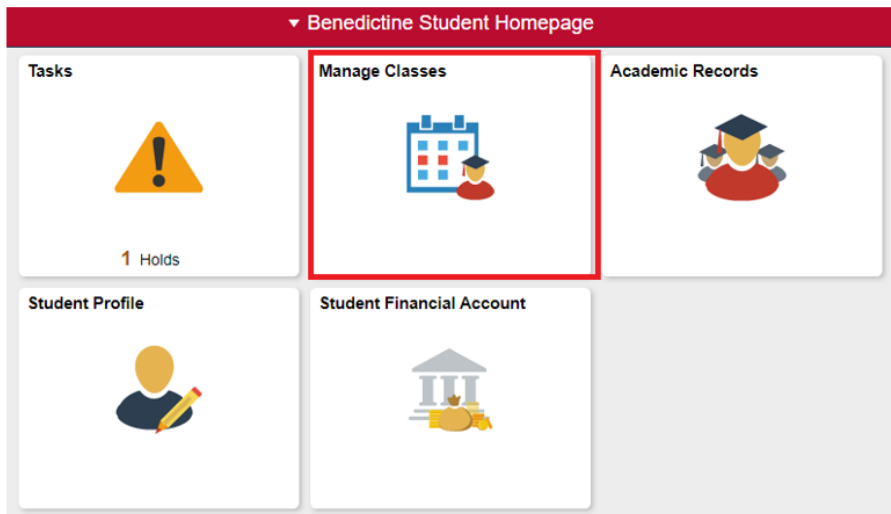 Benedictine Student Homepage
Tasks
Manage Classes
Academic Records
1 Holds
Student Profile
Student Financial Account